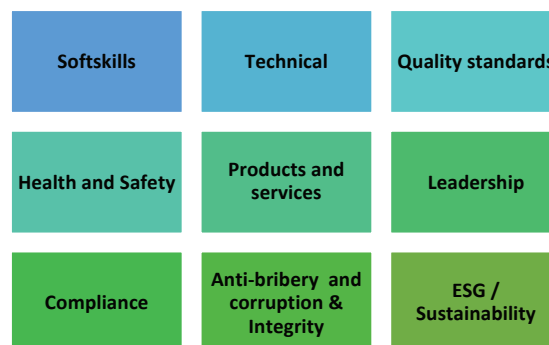 Softskills
Technical
Quality standards
Health and Safety
Products and
services
Leadership
Compliance
Anti-bribery and
corruption &
Integrity
ESG /
Sustainability